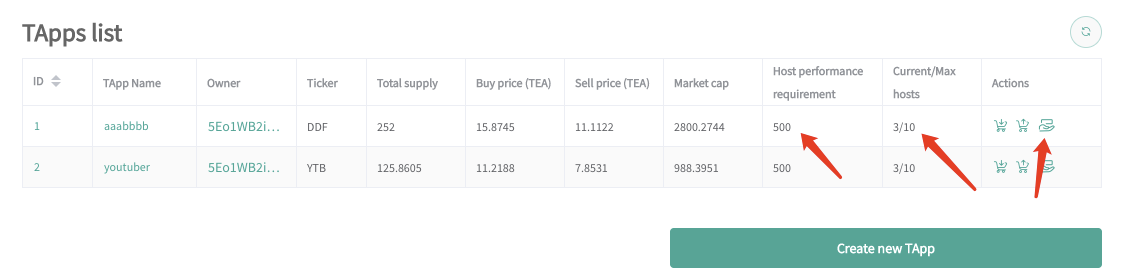 TApps list
ID TApp Name Owner Ticker Total supply Buy price (TEA) Sell price (TEA) Market cap Host performance requirement Current/Max hosts Actions
1 aaabbbb 5Eo1WB2i... DDF 252 15.8745 11.1122 2800.2744 500 3/10
2 youtuber 5Eo1WB2i... YTB 125.8605 11.2188 7.8531 988.3951 500 3/10
Create new TApp